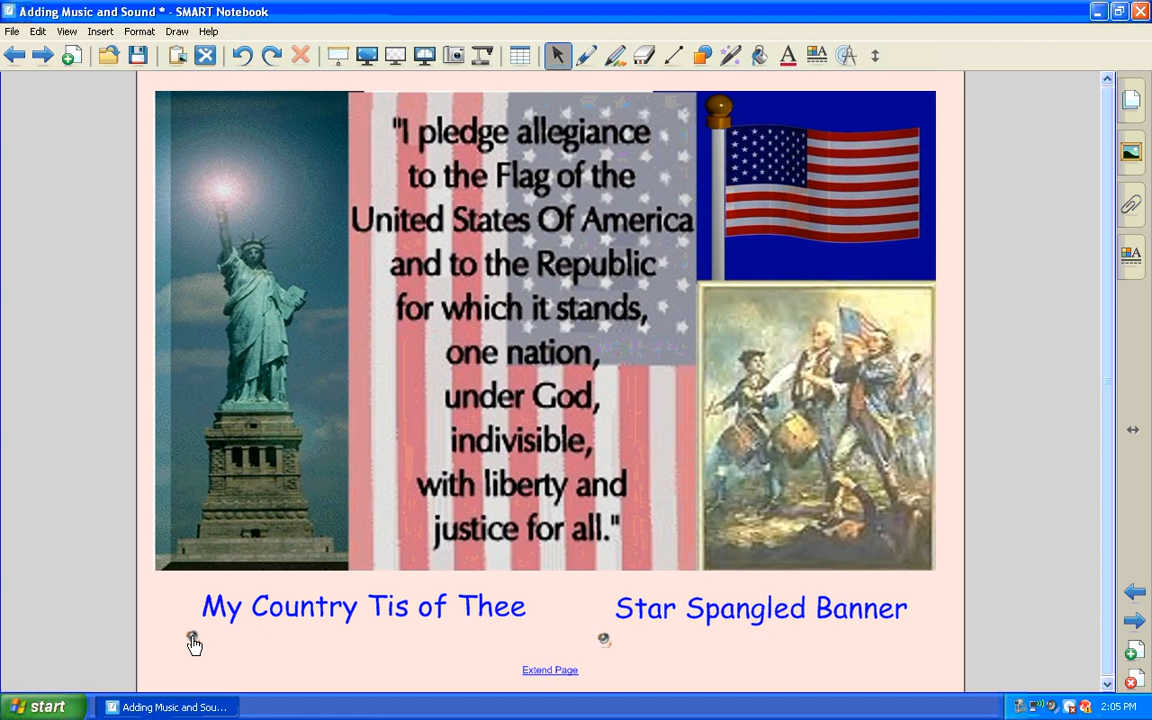 Adding Music and Sound * - SMART Notebook
File Edit View Insert Format Draw Help
"I pledge allegiance
to the Flag of the
United States Of America
and to the Republic
for which it stands,
one nation,
under God,
indivisible,
with liberty and
justice for all."
My Country Tis of Thee
Star Spangled Banner
Extend Page
start
Adding Music and Sou...
2:05 PM